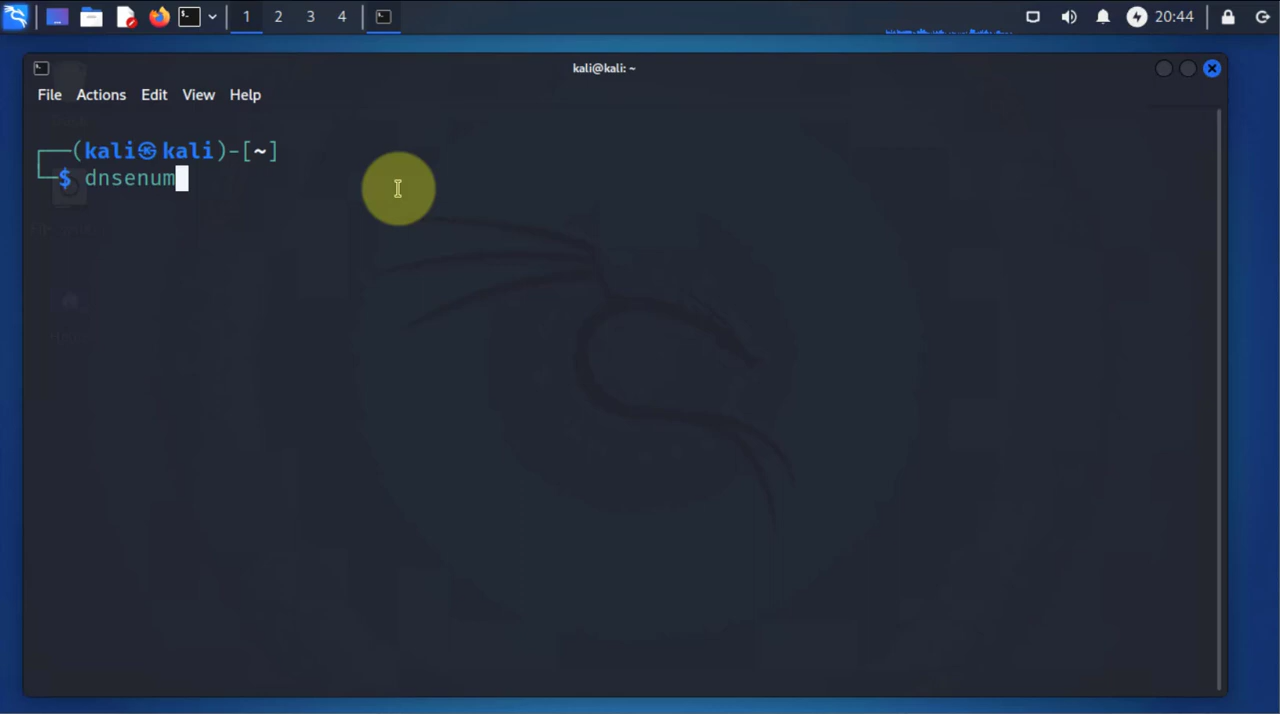 1 2 3 4
20:44
kali@kali: ~
File Actions Edit View Help
(kali㉿kali)-[~]
$ dnsenum